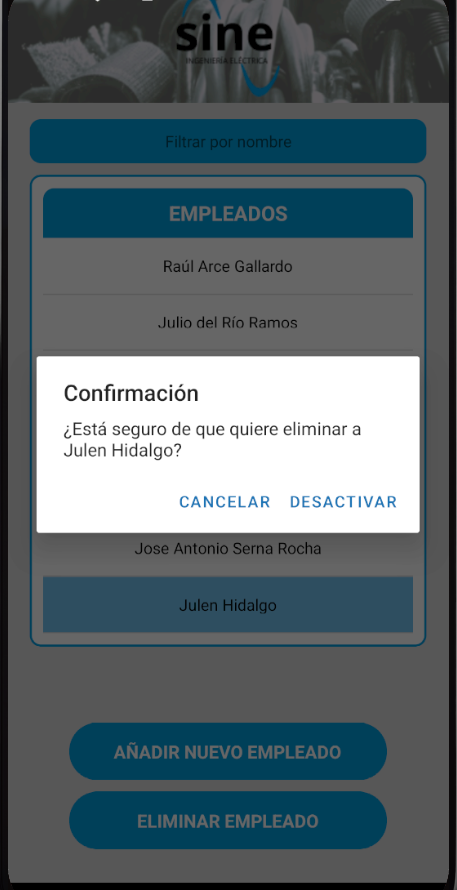 sine
INGENIERÍA ELÉCTRICA
Filtrar por nombre
EMPLEADOS
Raúl Arce Gallardo
Julio del Río Ramos
Confirmación
¿Está seguro de que quiere eliminar a
Julen Hidalgo?
CANCELAR DESACTIVAR
Jose Antonio Serna Rocha
Julen Hidalgo
AÑADIR NUEVO EMPLEADO
ELIMINAR EMPLEADO